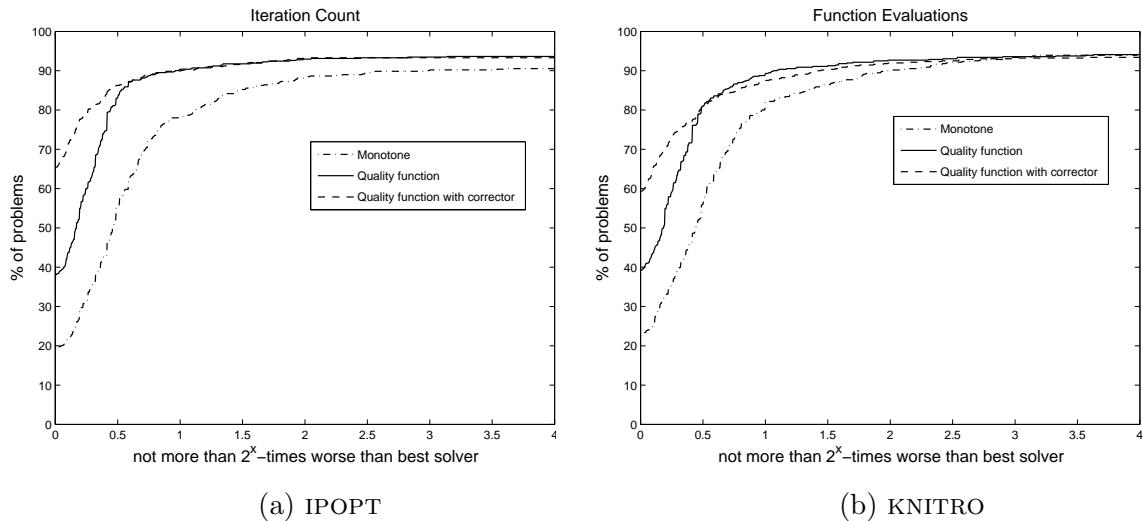 Iteration Count
100
90
80
70
60
50
40
30
20
10
0
% of problems
Monotone
Quality function
Quality function with corrector
0 0.5 1 1.5 2 2.5 3 3.5 4
not more than 2^x−times worse than best solver
(a) IPOPT
Function Evaluations
100
90
80
70
60
50
40
30
20
10
0
% of problems
Monotone
Quality function
Quality function with corrector
0 0.5 1 1.5 2 2.5 3 3.5 4
not more than 2^x−times worse than best solver
(b) KNITRO